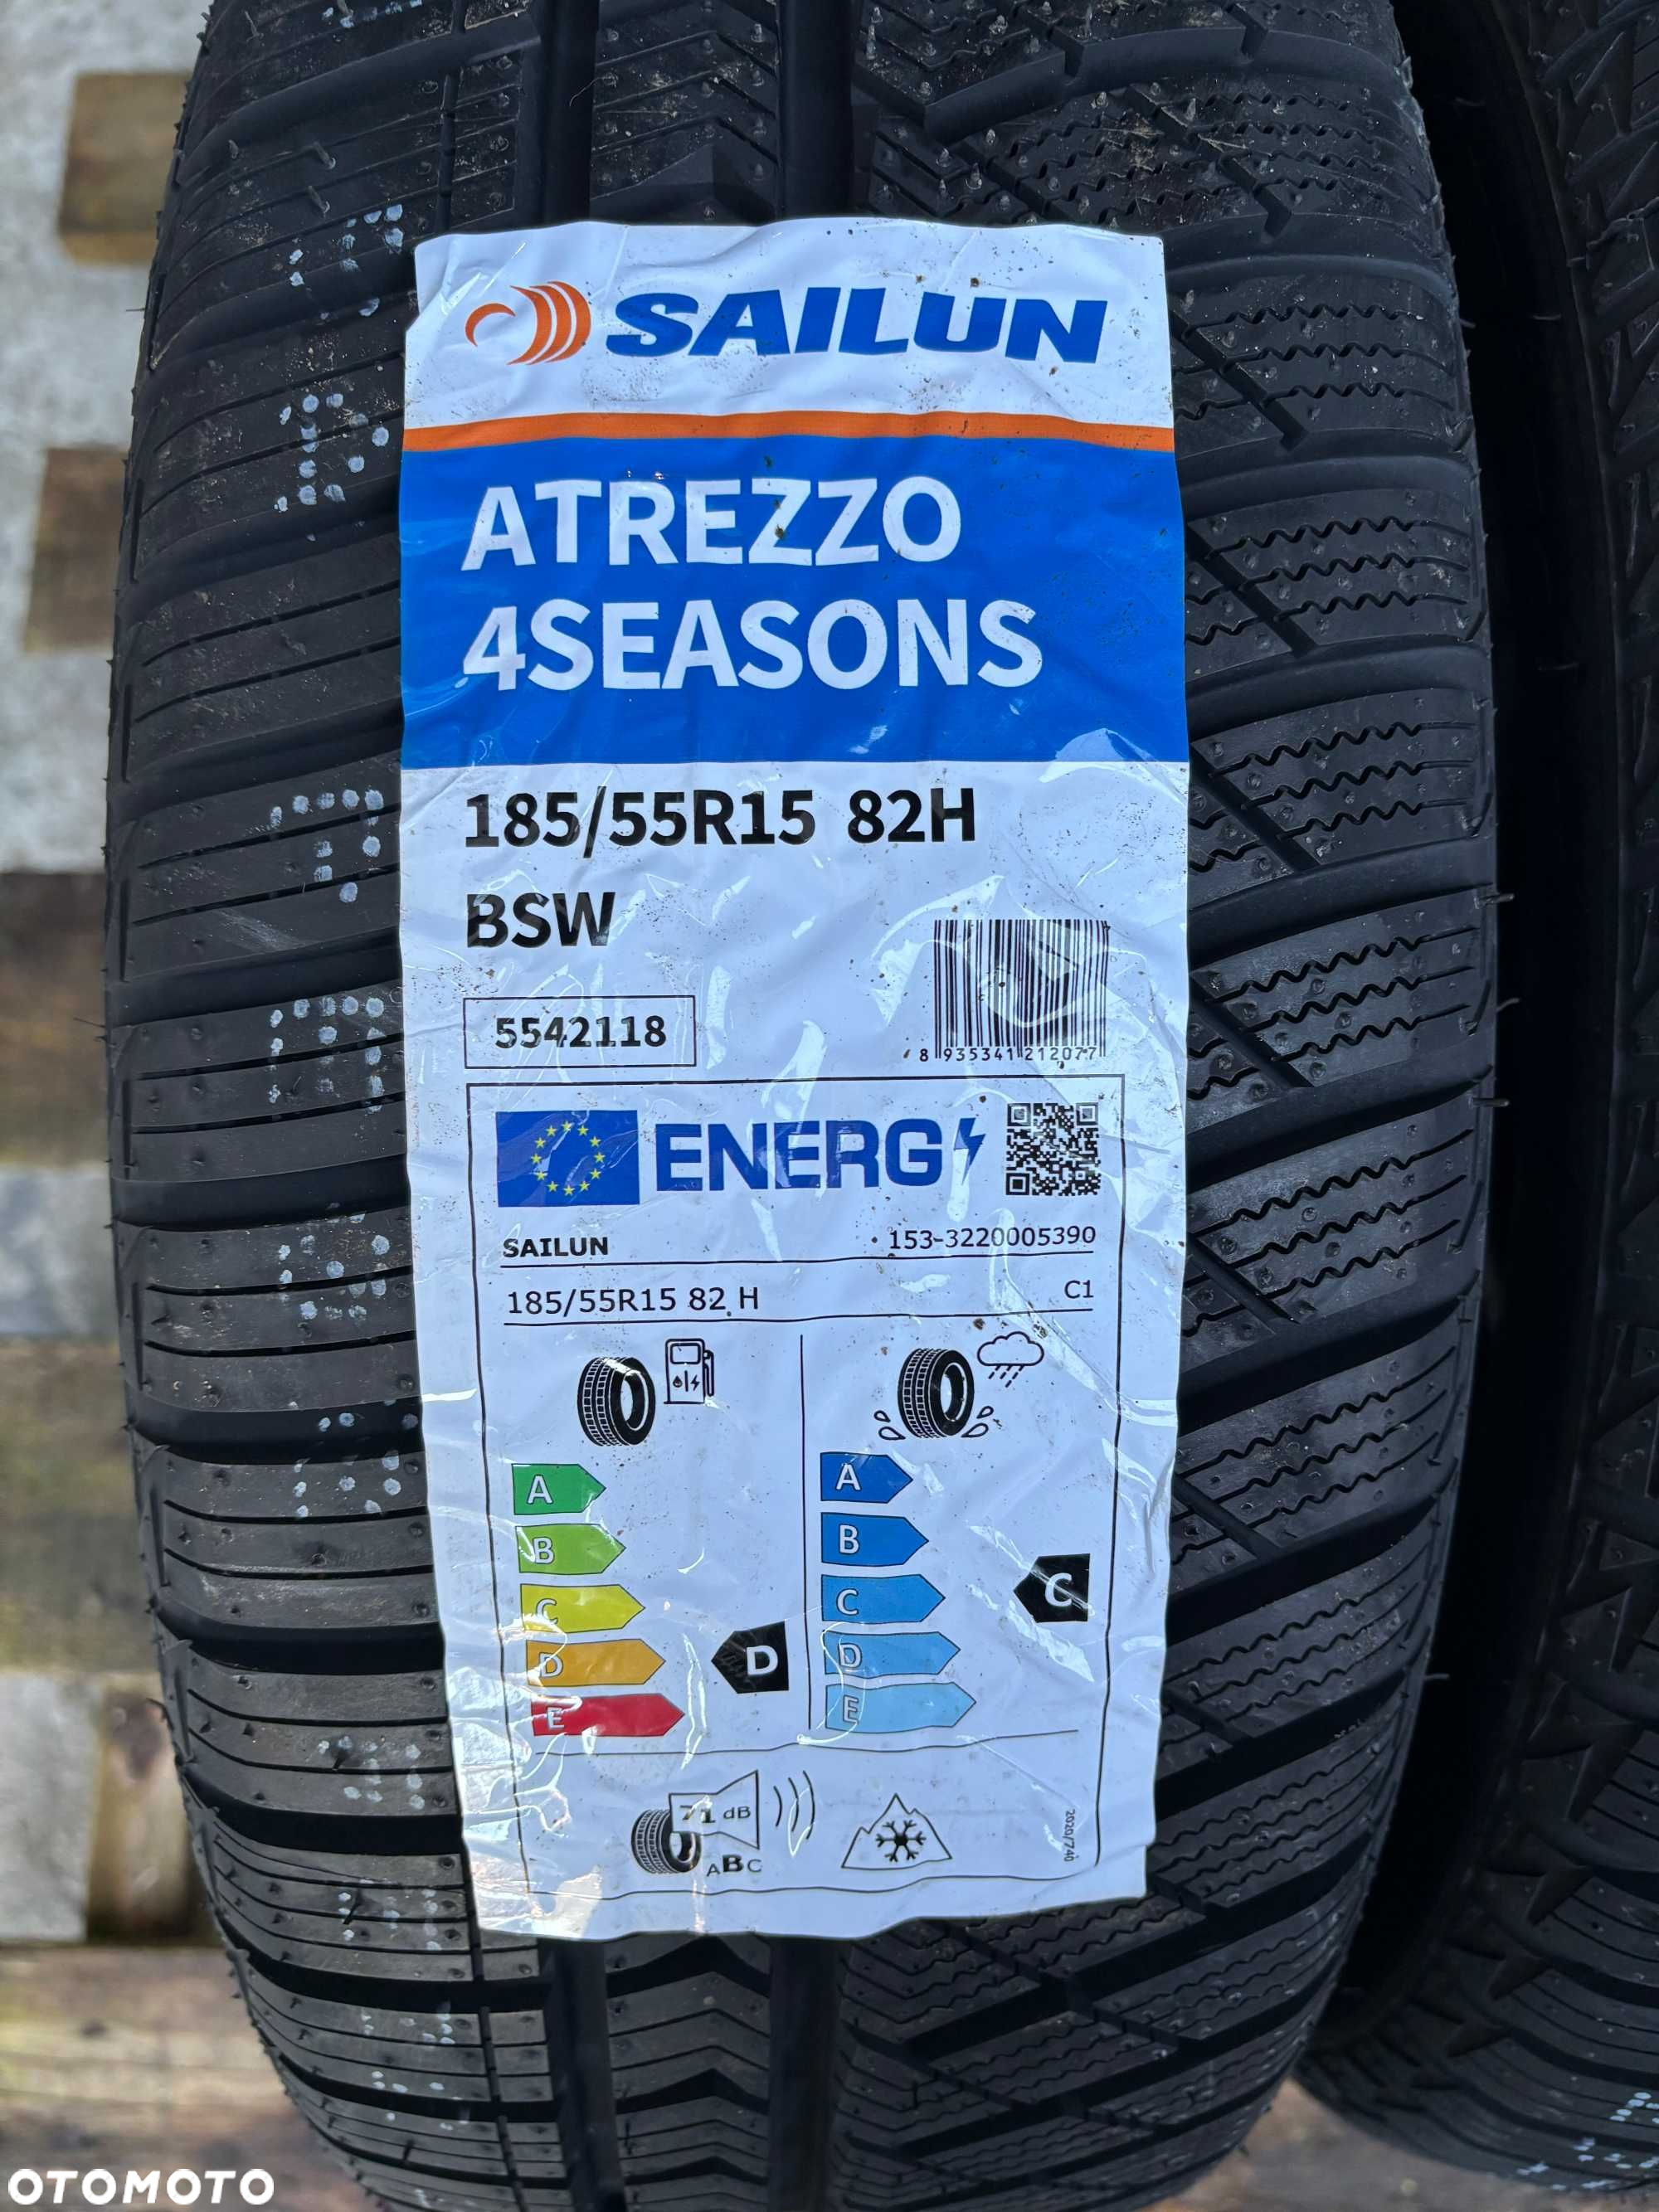 SAILUN
ATREZZO
4SEASONS
185/55R15 82H
BSW
5542118
8 935341 212077
ENERG
SAILUN
153-3220005390
185/55R15 82 H
C1
A
B
C
D
E
D
A
B
C
D
E
C
71 dB
ABC
2020/740
OTOMOTO